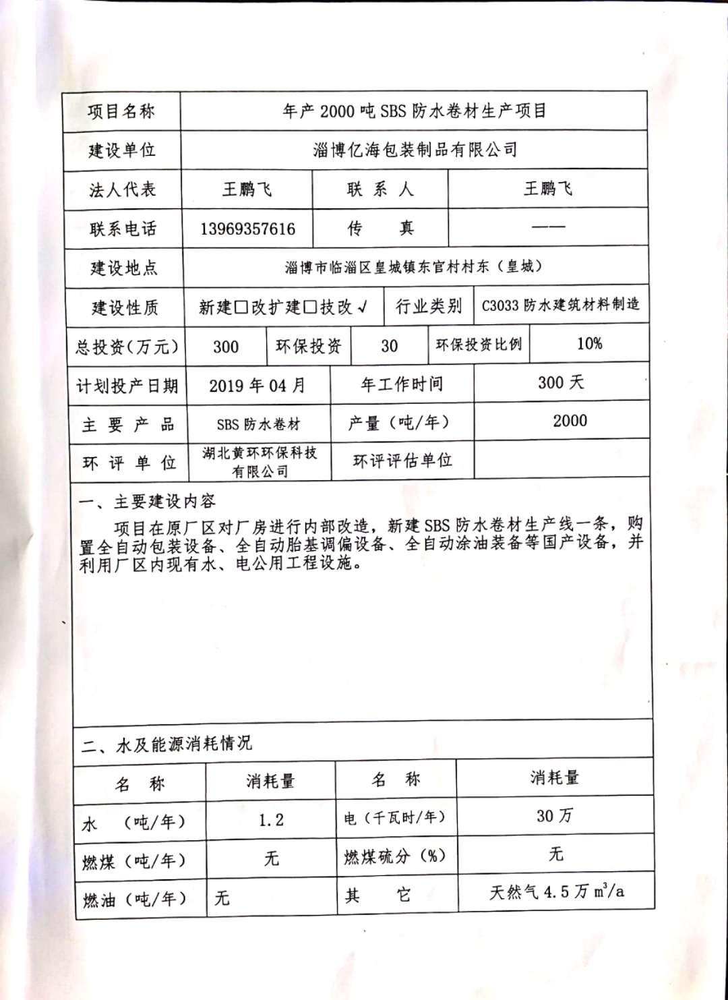 项目名称 年产 2000 吨 SBS 防水卷材生产项目
建设单位 淄博亿海包装制品有限公司
法人代表 王鹏飞 联 系 人 王鹏飞
联系电话 13969357616 传 真 ——
建设地点 淄博市临淄区皇城镇东官村村东（皇城）
建设性质 新建□改扩建□技改√ 行业类别 C3033 防水建筑材料制造
总投资(万元) 300 环保投资 30 环保投资比例 10%
计划投产日期 2019 年 04 月 年工作时间 300 天
主 要 产 品 SBS 防水卷材 产量（吨/年） 2000
环 评 单 位 湖北黄环环保科技 环评评估单位
有限公司
一、主要建设内容
项目在原厂区对厂房进行内部改造，新建 SBS 防水卷材生产线一条，购
置全自动包装设备、全自动胎基调偏设备、全自动涂油装备等国产设备，并
利用厂区内现有水、电公用工程设施。
二、水及能源消耗情况
名 称 消耗量 名 称 消耗量
水 （吨/年） 1.2 电（千瓦时/年） 30 万
燃煤（吨/年） 无 燃煤硫分（%） 无
燃油（吨/年） 无 其 它 天然气 4.5 万 m³/a